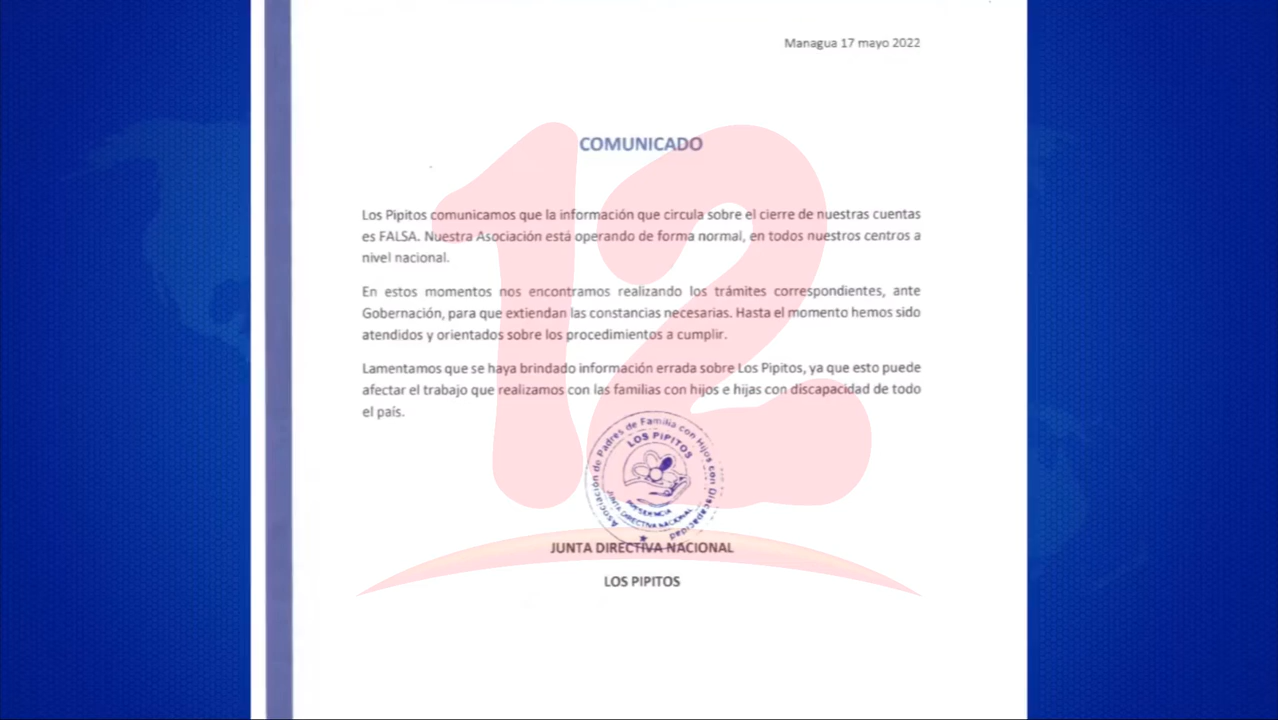 Managua 17 mayo 2022
COMUNICADO
Los Pipitos comunicamos que la información que circula sobre el cierre de nuestras cuentas
es FALSA. Nuestra Asociación está operando de forma normal, en todos nuestros centros a
nivel nacional.
En estos momentos nos encontramos realizando los trámites correspondientes, ante
Gobernación, para que extiendan las constancias necesarias. Hasta el momento hemos sido
atendidos y orientados sobre los procedimientos a cumplir.
Lamentamos que se haya brindado información errada sobre Los Pipitos, ya que esto puede
afectar el trabajo que realizamos con las familias con hijos e hijas con discapacidad de todo
el país.
12
Asociación de Padres de Familia con Hijos con Discapacidad
LOS PIPITOS
PRESIDENCIA
JUNTA DIRECTIVA NACIONAL
JUNTA DIRECTIVA NACIONAL
LOS PIPITOS